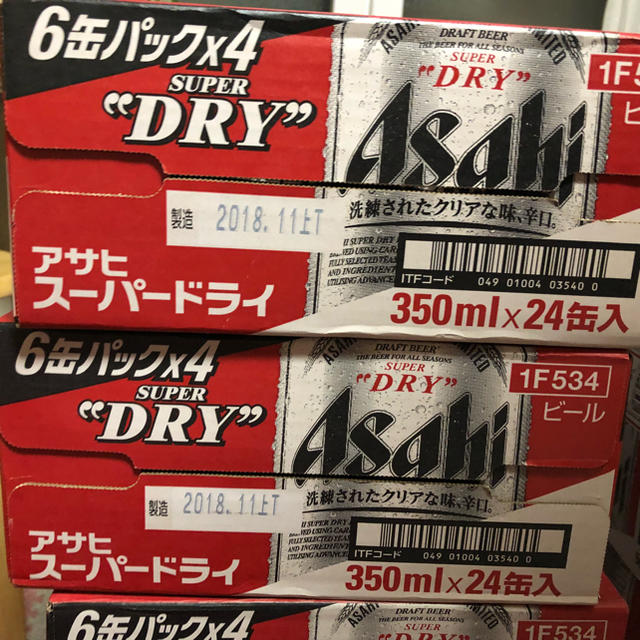 6缶パック×4
SUPER
"DRY"
DRAFT BEER
THE BEER FOR ALL SEASONS
SUPER
"DRY"
Asahi
1F5
ビ
洗練されたクリアな味、辛口。
製造 2018.11上T
アサヒ
スーパードライ
ITFコード 049 01004 03540 0
350ml×24缶入
6缶パック×4
SUPER
"DRY"
DRAFT BEER
THE BEER FOR ALL SEASONS
SUPER
"DRY"
Asahi
1F534
ビール
洗練されたクリアな味、辛口。
製造 2018.11上T
アサヒ
スーパードライ
ITFコード 049 01004 03540 0
350ml×24缶入
6缶パック×4
DRAFT BEER
THE BEER FOR ALL SEASONS
SUPER
1F534